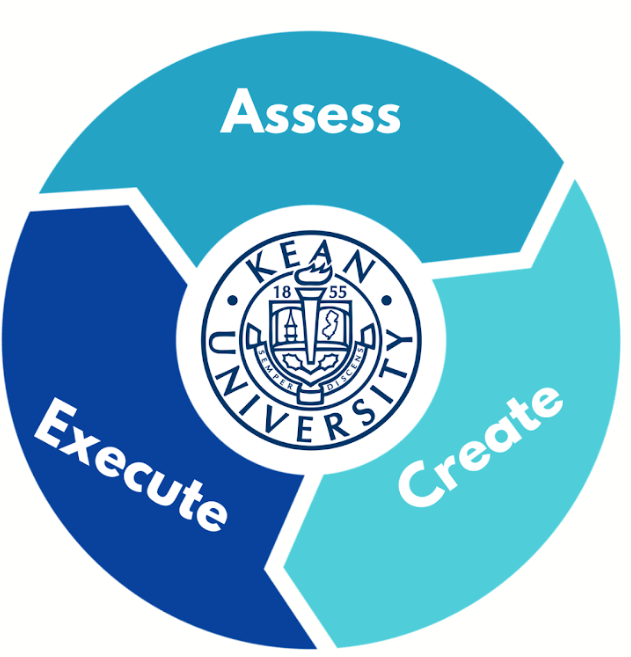 Assess
Create
Execute
KEAN
UNIVERSITY
18 55
SEMPER DISCENS